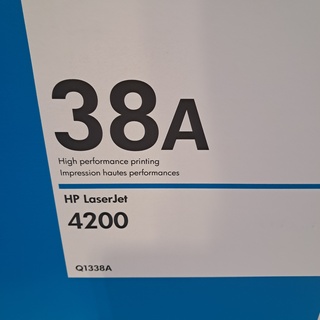 38A
High performance printing
Impression hautes performances
HP LaserJet
4200
Q1338A